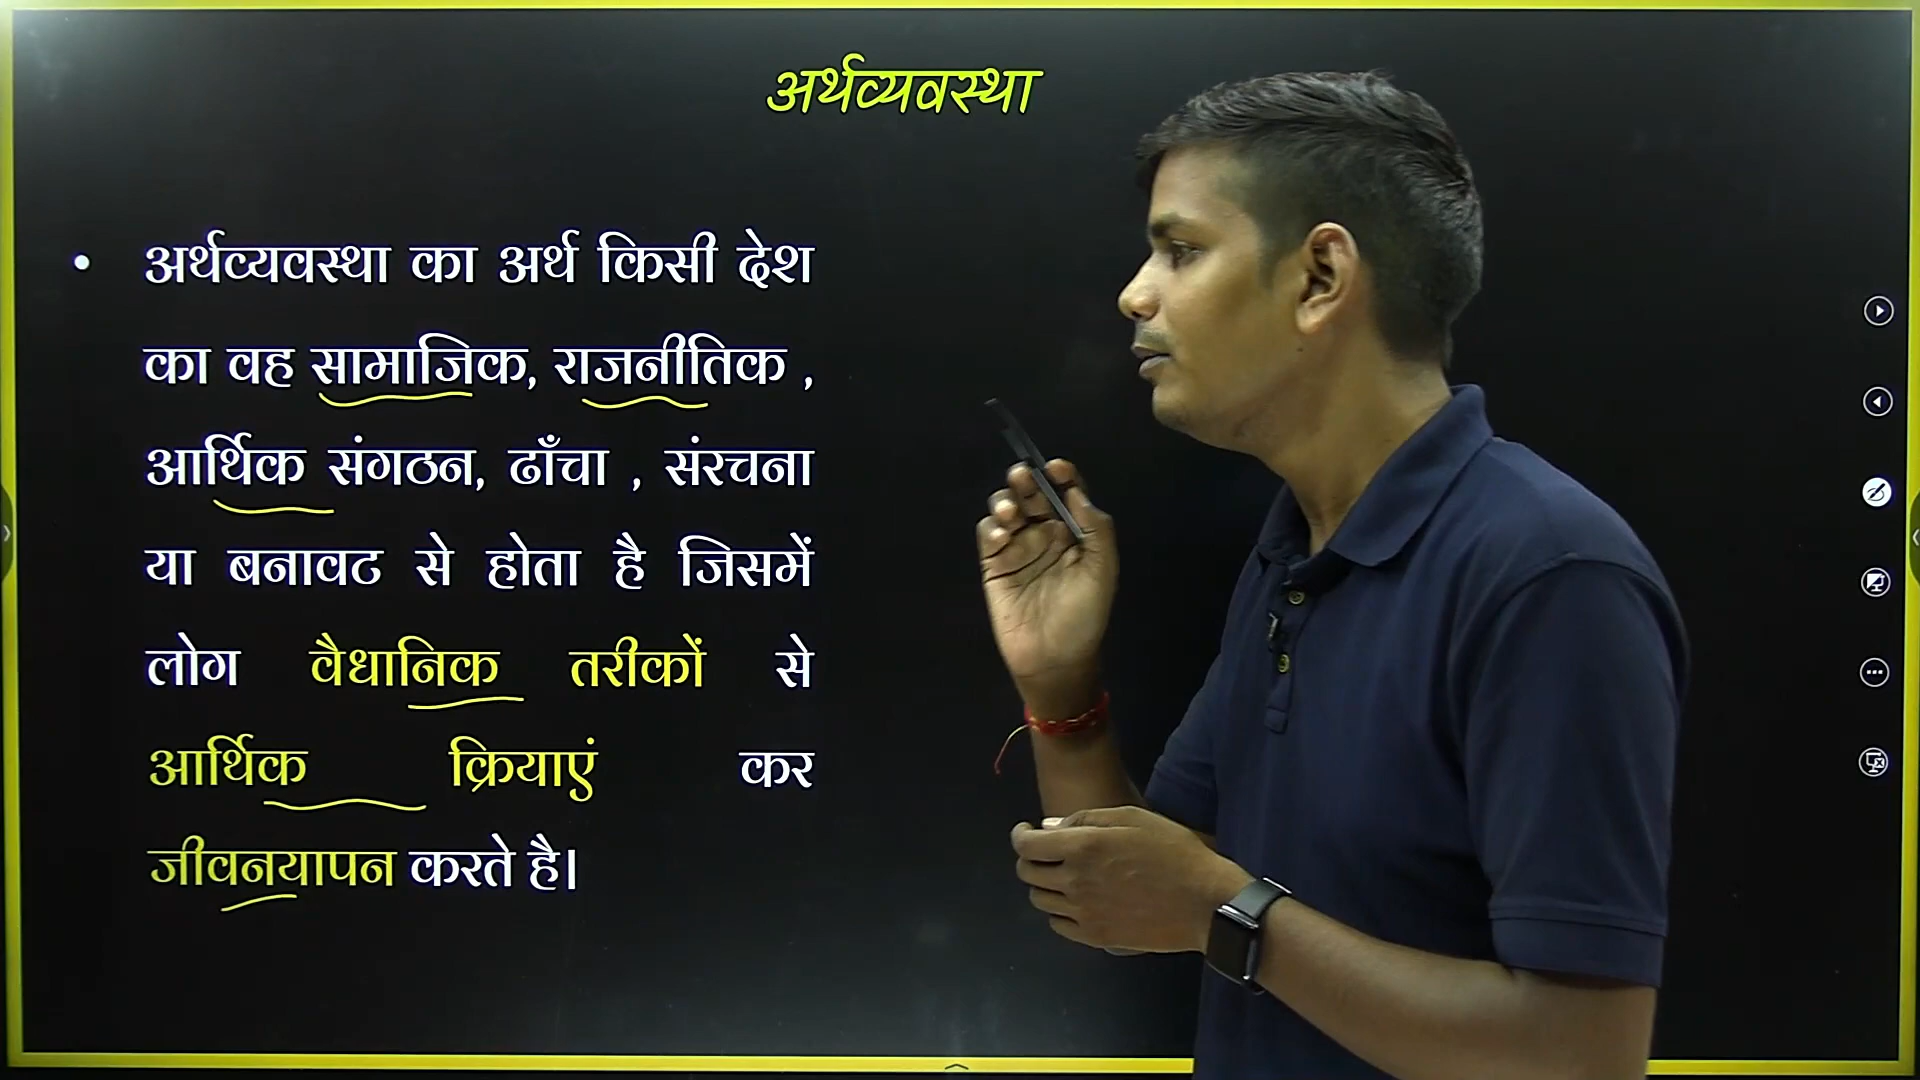 अर्थव्यवस्था
• अर्थव्यवस्था का अर्थ किसी देश
का वह सामाजिक, राजनीतिक ,
आर्थिक संगठन, ढाँचा , संरचना
या बनावट से होता है जिसमें
लोग वैधानिक तरीकों से
आर्थिक क्रियाएं कर
जीवनयापन करते है।